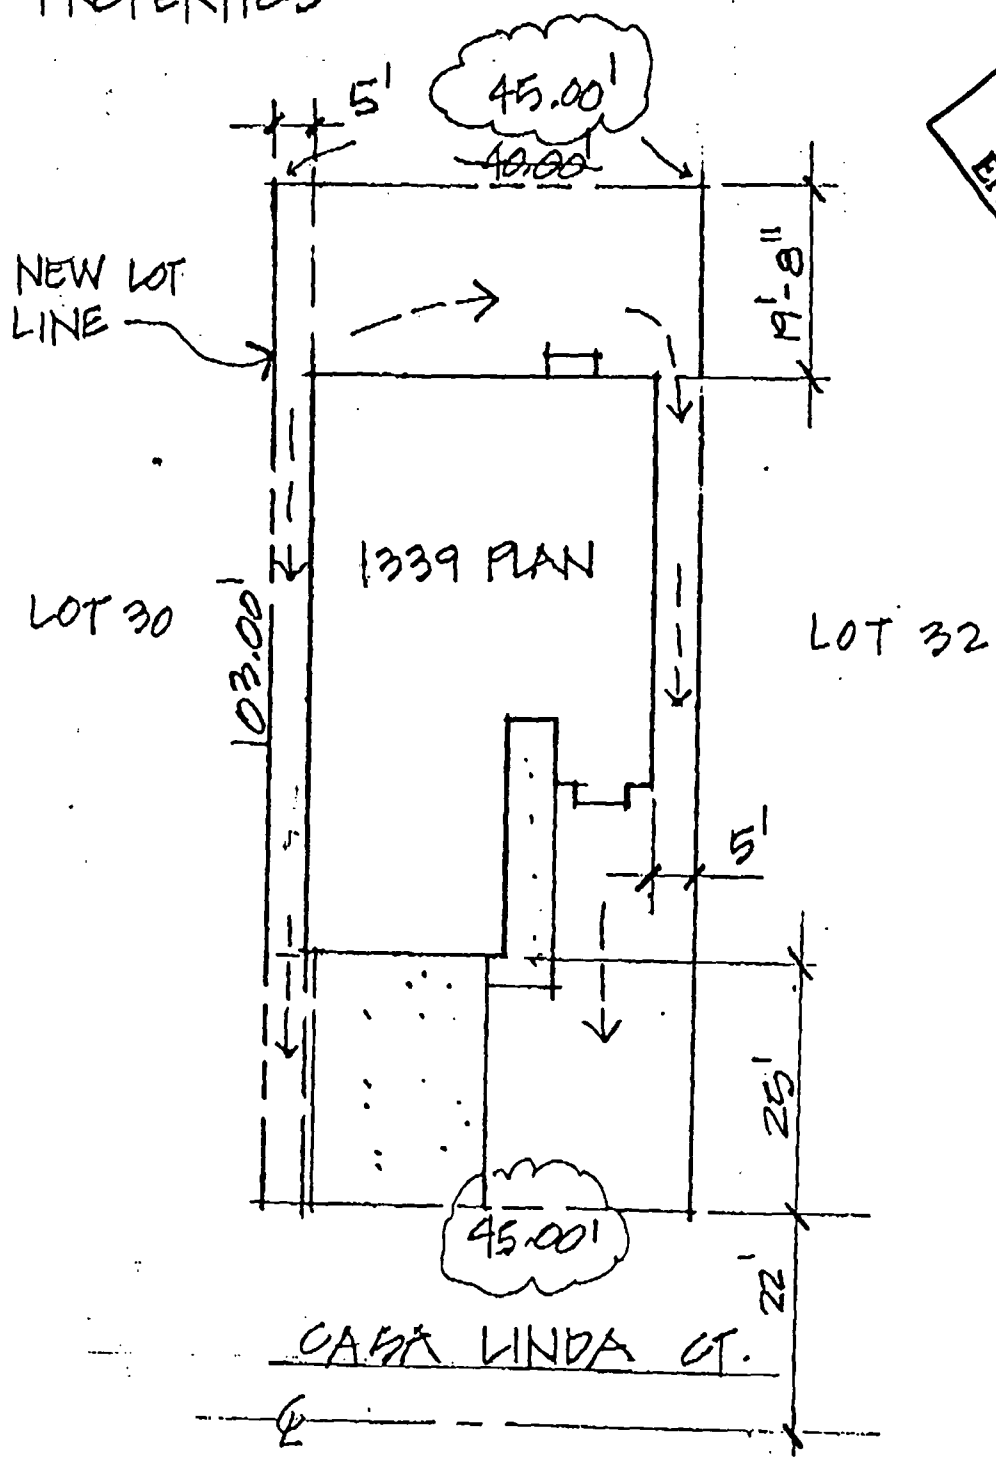 PROPERTIES
5'
45.00'
40.00'
19'-8"
NEW LOT
LINE
1339 PLAN
LOT 30
103.00'
LOT 32
5'
25'
45.00'
22'
CASA LINDA CT.
℄